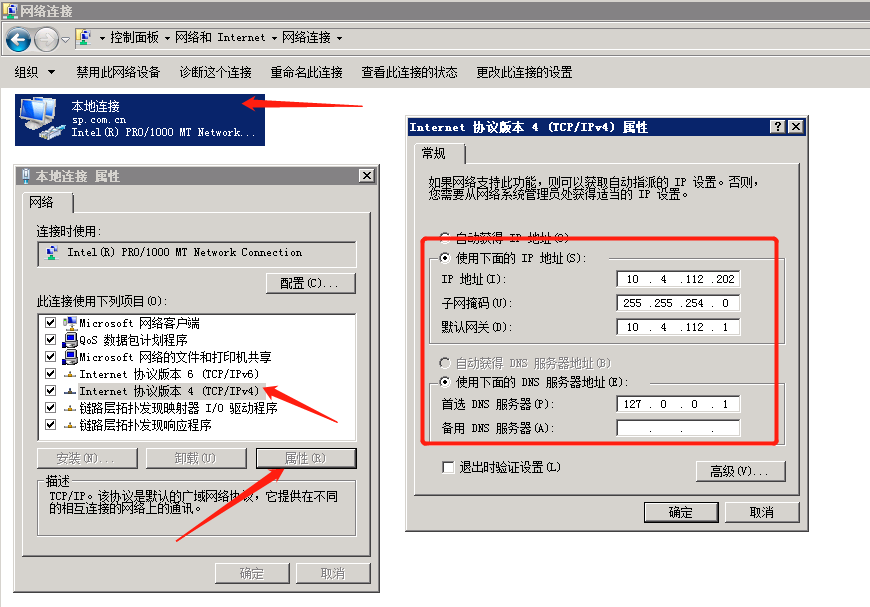 网络连接
控制面板 网络和 Internet 网络连接
组织 禁用此网络设备 诊断这个连接 重命名此连接 查看此连接的状态 更改此连接的设置
本地连接
sp.com.cn
Intel(R) PRO/1000 MT Network...
本地连接 属性
网络
连接时使用:
Intel(R) PRO/1000 MT Network Connection
配置(C)...
此连接使用下列项目(O):
Microsoft 网络客户端
QoS 数据包计划程序
Microsoft 网络的文件和打印机共享
Internet 协议版本 6 (TCP/IPv6)
Internet 协议版本 4 (TCP/IPv4)
链路层拓扑发现映射器 I/O 驱动程序
链路层拓扑发现响应程序
安装(N)... 卸载(U) 属性(R)
描述
TCP/IP。该协议是默认的广域网络协议，它提供在不同
的相互连接的网络上的通讯。
确定 取消
Internet 协议版本 4 (TCP/IPv4) 属性
常规
如果网络支持此功能，则可以获取自动指派的 IP 设置。否则，
您需要从网络系统管理员处获得适当的 IP 设置。
自动获得 IP 地址(O)
使用下面的 IP 地址(S):
IP 地址(I): 10 . 4 .112 .202
子网掩码(U): 255 .255 .254 . 0
默认网关(D): 10 . 4 .112 . 1
自动获得 DNS 服务器地址(B)
使用下面的 DNS 服务器地址(E):
首选 DNS 服务器(P): 127 . 0 . 0 . 1
备用 DNS 服务器(A): . . .
退出时验证设置(L)
高级(V)...
确定 取消